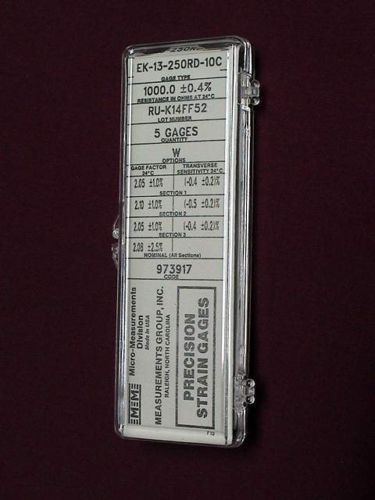 250RD
EK-13-250RD-10C
GAGE TYPE
1000.0 ±0.4%
RESISTANCE IN OHMS AT 24°C
RU-K14FF52
LOT NUMBER
5 GAGES
QUANTITY
W
OPTIONS
GAGE FACTOR 24°C
TRANSVERSE SENSITIVITY 24°C
2.05 ±1.0% (-0.4 ±0.2)%
SECTION 1
2.10 ±1.0% (-0.5 ±0.2)%
SECTION 2
2.05 ±1.0% (-0.4 ±0.2)%
SECTION 3
2.08 ±2.5%
NOMINAL (All Sections)
973917
CODE
MM
Micro-Measurements
Division
Made in USA
MEASUREMENTS GROUP, INC.
RALEIGH, NORTH CAROLINA
PRECISION
STRAIN GAGES